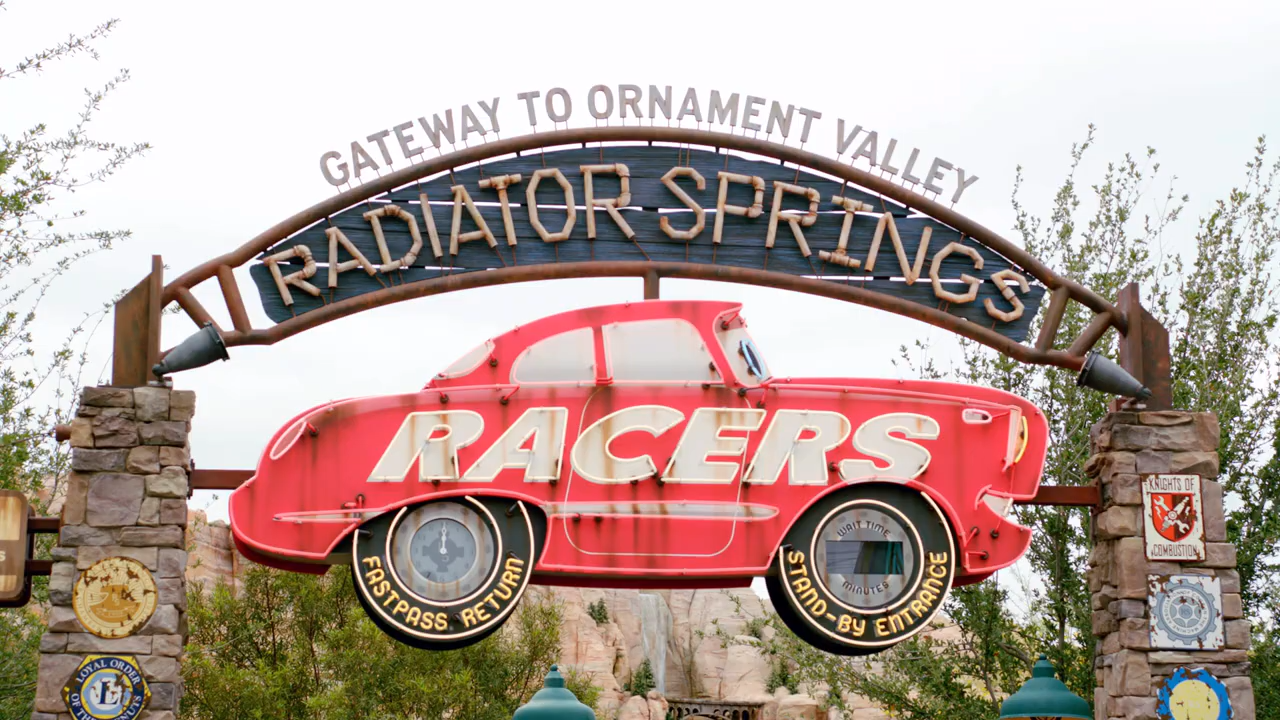 GATEWAY TO ORNAMENT VALLEY
RADIATOR SPRINGS
RACERS
WAIT TIME
MINUTES
FASTPASS RETURN
STAND-BY ENTRANCE
KNIGHTS OF
COMBUSTION
LOYAL ORDER
L